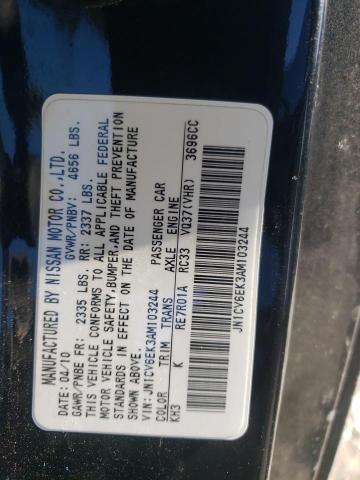 MANUFACTURED BY NISSAN MOTOR CO.,LTD.
DATE: 04/10 GVWR/PNBV: 4656 LBS.
GAWR/PNBE FR: 2335 LBS. RR: 2337 LBS.
THIS VEHICLE CONFORMS TO ALL APPLICABLE FEDERAL
MOTOR VEHICLE SAFETY,BUMPER,AND THEFT PREVENTION
STANDARDS IN EFFECT ON THE DATE OF MANUFACTURE
SHOWN ABOVE.
VIN: JN1CV6EK3AM103244 PASSENGER CAR
COLOR TRIM TRANS AXLE ENGINE
KH3 K RE7R01A RC33 VQ37(VHR) 3696CC
JN1CV6EK3AM103244